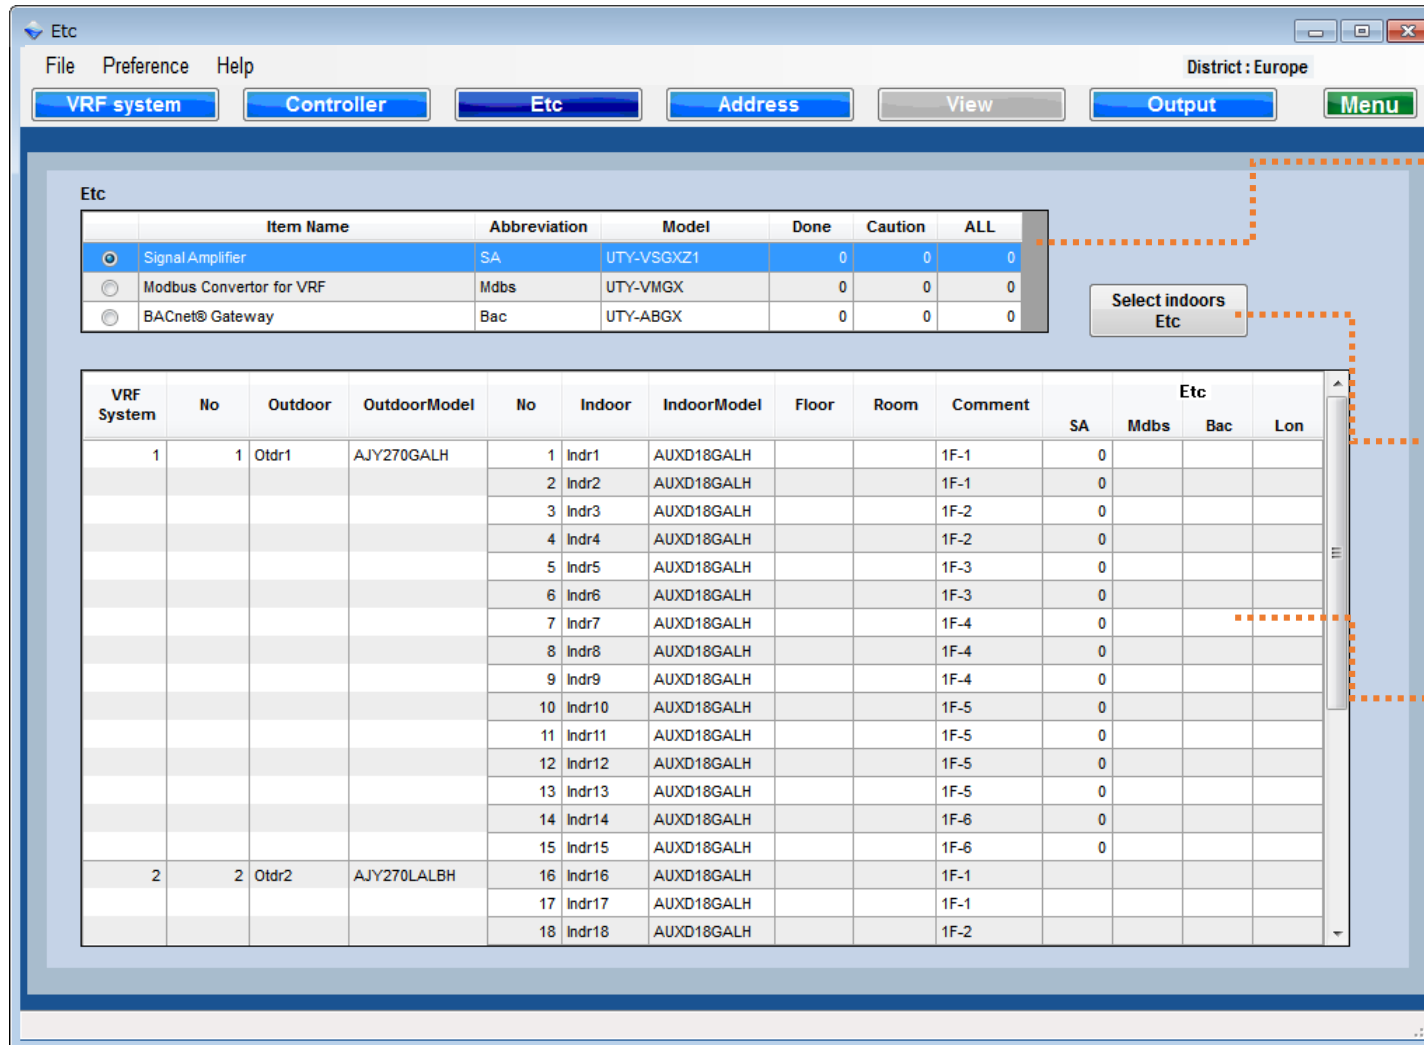 Etc
File Preference Help District : Europe
VRF system Controller Etc Address View Output Menu
Etc
Item Name Abbreviation Model Done Caution ALL
Signal Amplifier SA UTY-VSGXZ1 0 0 0
Modbus Convertor for VRF Mdbs UTY-VMGX 0 0 0
BACnet® Gateway Bac UTY-ABGX 0 0 0
Select indoors
Etc
VRF System No Outdoor OutdoorModel No Indoor IndoorModel Floor Room Comment Etc
SA Mdbs Bac Lon
1 1 Otdr1 AJY270GALH 1 Indr1 AUXD18GALH 1F-1 0
2 Indr2 AUXD18GALH 1F-1 0
3 Indr3 AUXD18GALH 1F-2 0
4 Indr4 AUXD18GALH 1F-2 0
5 Indr5 AUXD18GALH 1F-3 0
6 Indr6 AUXD18GALH 1F-3 0
7 Indr7 AUXD18GALH 1F-4 0
8 Indr8 AUXD18GALH 1F-4 0
9 Indr9 AUXD18GALH 1F-4 0
10 Indr10 AUXD18GALH 1F-5 0
11 Indr11 AUXD18GALH 1F-5 0
12 Indr12 AUXD18GALH 1F-5 0
13 Indr13 AUXD18GALH 1F-5 0
14 Indr14 AUXD18GALH 1F-6 0
15 Indr15 AUXD18GALH 1F-6 0
2 2 Otdr2 AJY270LALBH 16 Indr16 AUXD18GALH 1F-1
17 Indr17 AUXD18GALH 1F-1
18 Indr18 AUXD18GALH 1F-2